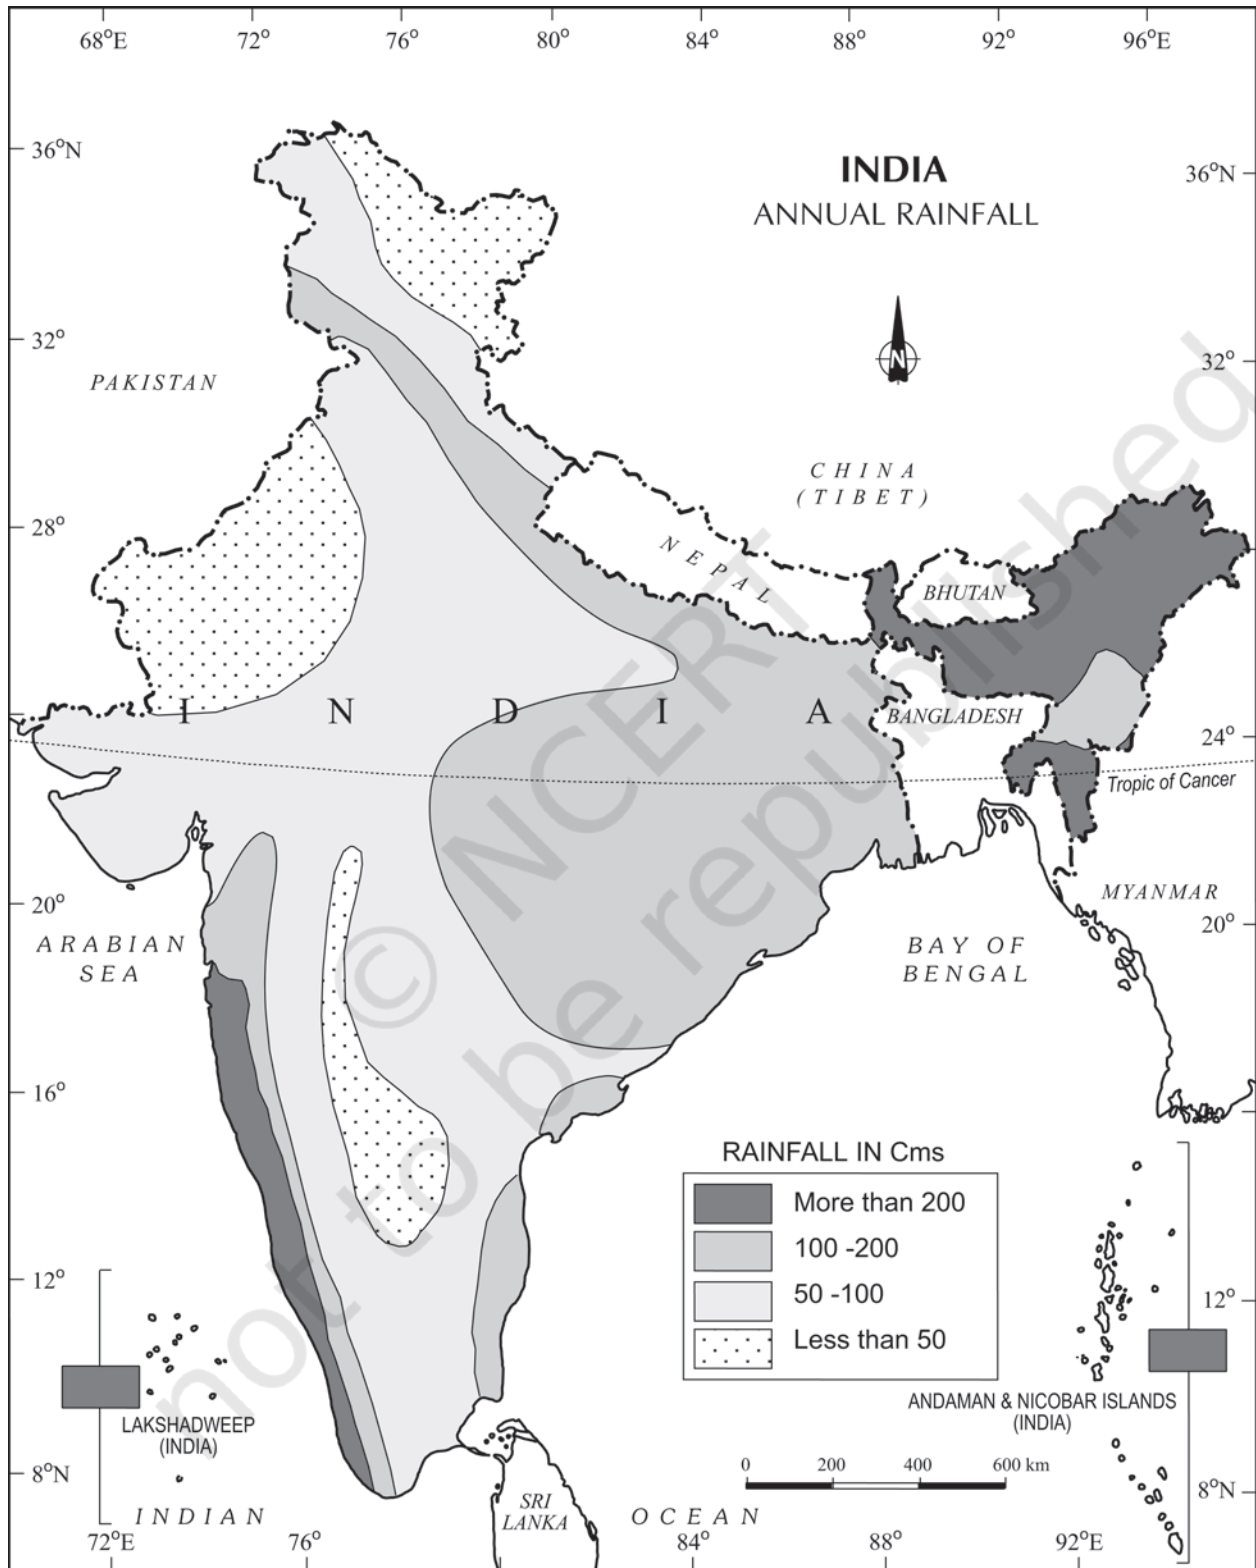 68°E 72° 76° 80° 84° 88° 92° 96°E
36°N
INDIA
36°N
ANNUAL RAINFALL
N
32°
32°
PAKISTAN
CHINA
(TIBET)
28°
NEPAL
BHUTAN
I N D I A
BANGLADESH
24°
Tropic of Cancer
MYANMAR
20°
20°
ARABIAN
SEA
BAY OF
BENGAL
© NCERT
not to be republished
16°
RAINFALL IN Cms
More than 200
100 -200
50 -100
Less than 50
12°
12°
LAKSHADWEEP
(INDIA)
ANDAMAN & NICOBAR ISLANDS
(INDIA)
0 200 400 600 km
8°N
8°N
SRI
LANKA
INDIAN OCEAN
72°E 76° 84° 88° 92°E